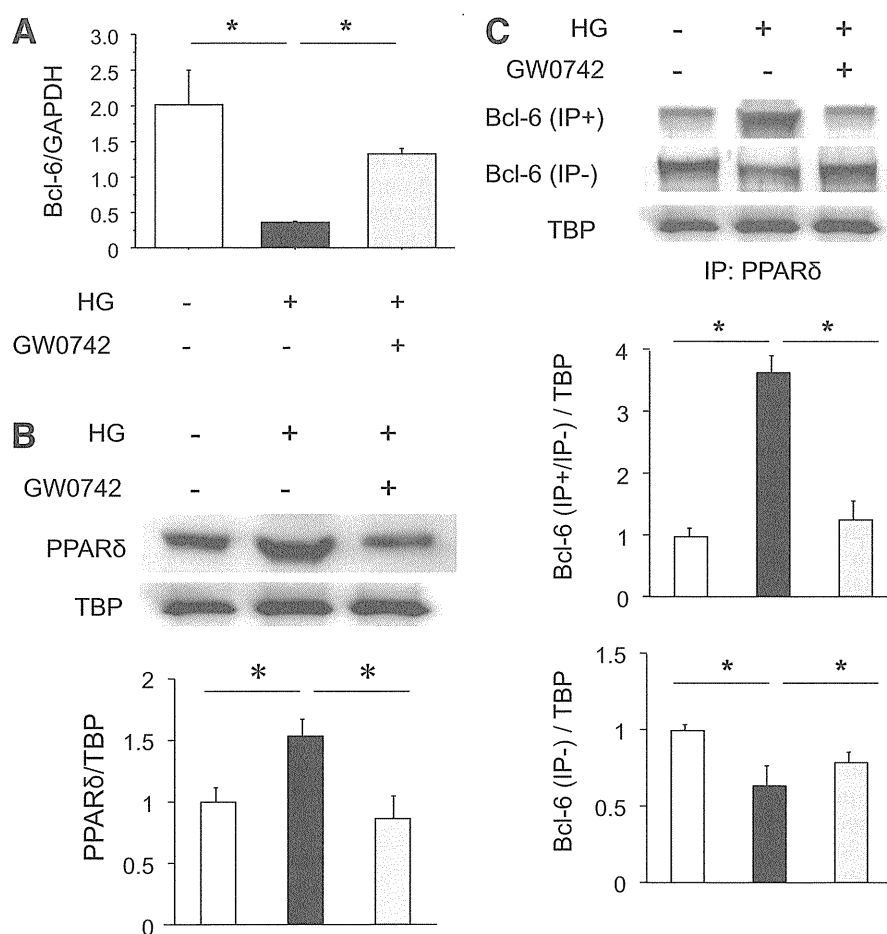 A
Bcl-6/GAPDH
3.0
2.5
2.0
1.5
1.0
0.5
0
* *
HG - + +
GW0742 - - +
B
HG - + +
GW0742 - - +
PPARδ
TBP
PPARδ/TBP
2
1.5
1
0.5
0
* *
C
HG - + +
GW0742 - - +
Bcl-6 (IP+)
Bcl-6 (IP-)
TBP
IP: PPARδ
Bcl-6 (IP+/IP-) / TBP
4
3
2
1
0
* *
Bcl-6 (IP-) / TBP
1.5
1
0.5
0
* *